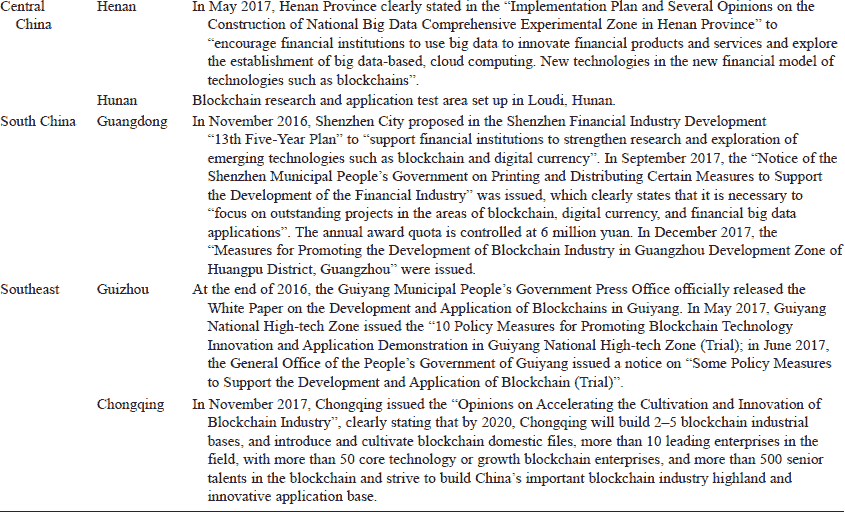 Central Henan In May 2017, Henan Province clearly stated in the “Implementation Plan and Several Opinions on the
China Construction of National Big Data Comprehensive Experimental Zone in Henan Province” to
“encourage financial institutions to use big data to innovate financial products and services and explore
the establishment of big data-based, cloud computing. New technologies in the new financial model of
technologies such as blockchains”.
Hunan Blockchain research and application test area set up in Loudi, Hunan.
South China Guangdong In November 2016, Shenzhen City proposed in the Shenzhen Financial Industry Development
“13th Five-Year Plan” to “support financial institutions to strengthen research and exploration of
emerging technologies such as blockchain and digital currency”. In September 2017, the “Notice of the
Shenzhen Municipal People’s Government on Printing and Distributing Certain Measures to Support
the Development of the Financial Industry” was issued, which clearly states that it is necessary to
“focus on outstanding projects in the areas of blockchain, digital currency, and financial big data
applications”. The annual award quota is controlled at 6 million yuan. In December 2017, the
“Measures for Promoting the Development of Blockchain Industry in Guangzhou Development Zone of
Huangpu District, Guangzhou” were issued.
Southeast Guizhou At the end of 2016, the Guiyang Municipal People’s Government Press Office officially released the
White Paper on the Development and Application of Blockchains in Guiyang. In May 2017, Guiyang
National High-tech Zone issued the “10 Policy Measures for Promoting Blockchain Technology
Innovation and Application Demonstration in Guiyang National High-tech Zone (Trial); in June 2017,
the General Office of the People’s Government of Guiyang issued a notice on “Some Policy Measures
to Support the Development and Application of Blockchain (Trial)”.
Chongqing In November 2017, Chongqing issued the “Opinions on Accelerating the Cultivation and Innovation of
Blockchain Industry”, clearly stating that by 2020, Chongqing will build 2–5 blockchain industrial
bases, and introduce and cultivate blockchain domestic files, more than 10 leading enterprises in the
field, with more than 50 core technology or growth blockchain enterprises, and more than 500 senior
talents in the blockchain and strive to build China’s important blockchain industry highland and
innovative application base.